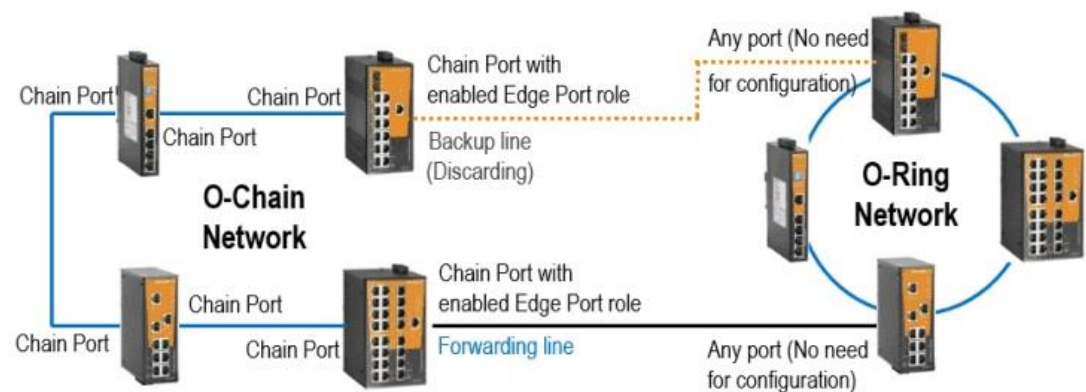 Chain Port
Chain Port
Chain Port
Chain Port with
enabled Edge Port role
Backup line
(Discarding)
Any port (No need
for configuration)
O-Chain
Network
O-Ring
Network
Chain Port
Chain Port
Chain Port
Chain Port with
enabled Edge Port role
Forwarding line
Any port (No need
for configuration)